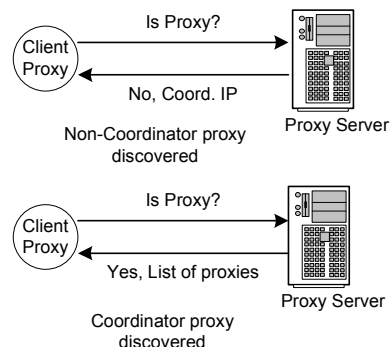 Is Proxy?
Client
Proxy
No, Coord. IP
Proxy Server
Non-Coordinator proxy
discovered
Is Proxy?
Client
Proxy
Yes, List of proxies
Proxy Server
Coordinator proxy
discovered